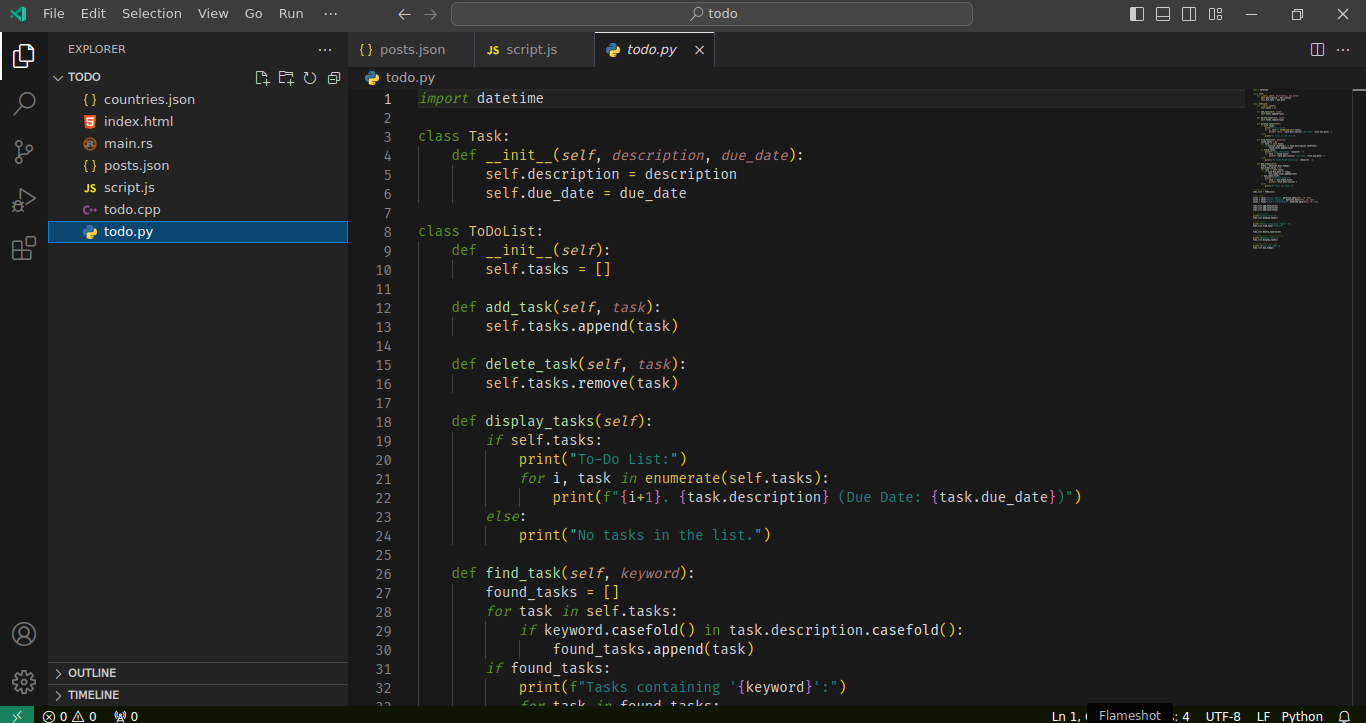 File Edit Selection View Go Run ··· todo
EXPLORER ···
TODO
{ } countries.json
index.html
main.rs
{ } posts.json
JS script.js
C++ todo.cpp
todo.py
OUTLINE
TIMELINE
{ } posts.json JS script.js todo.py
todo.py
1 import datetime
2
3 class Task:
4 def __init__(self, description, due_date):
5 self.description = description
6 self.due_date = due_date
7
8 class ToDoList:
9 def __init__(self):
10 self.tasks = []
11
12 def add_task(self, task):
13 self.tasks.append(task)
14
15 def delete_task(self, task):
16 self.tasks.remove(task)
17
18 def display_tasks(self):
19 if self.tasks:
20 print("To-Do List:")
21 for i, task in enumerate(self.tasks):
22 print(f"{i+1}. {task.description} (Due Date: {task.due_date})")
23 else:
24 print("No tasks in the list.")
25
26 def find_task(self, keyword):
27 found_tasks = []
28 for task in self.tasks:
29 if keyword.casefold() in task.description.casefold():
30 found_tasks.append(task)
31 if found_tasks:
32 print(f"Tasks containing '{keyword}':")
33 for task in found_tasks:
0 0 0 Ln 1, : 4 UTF-8 LF Python
Flameshot